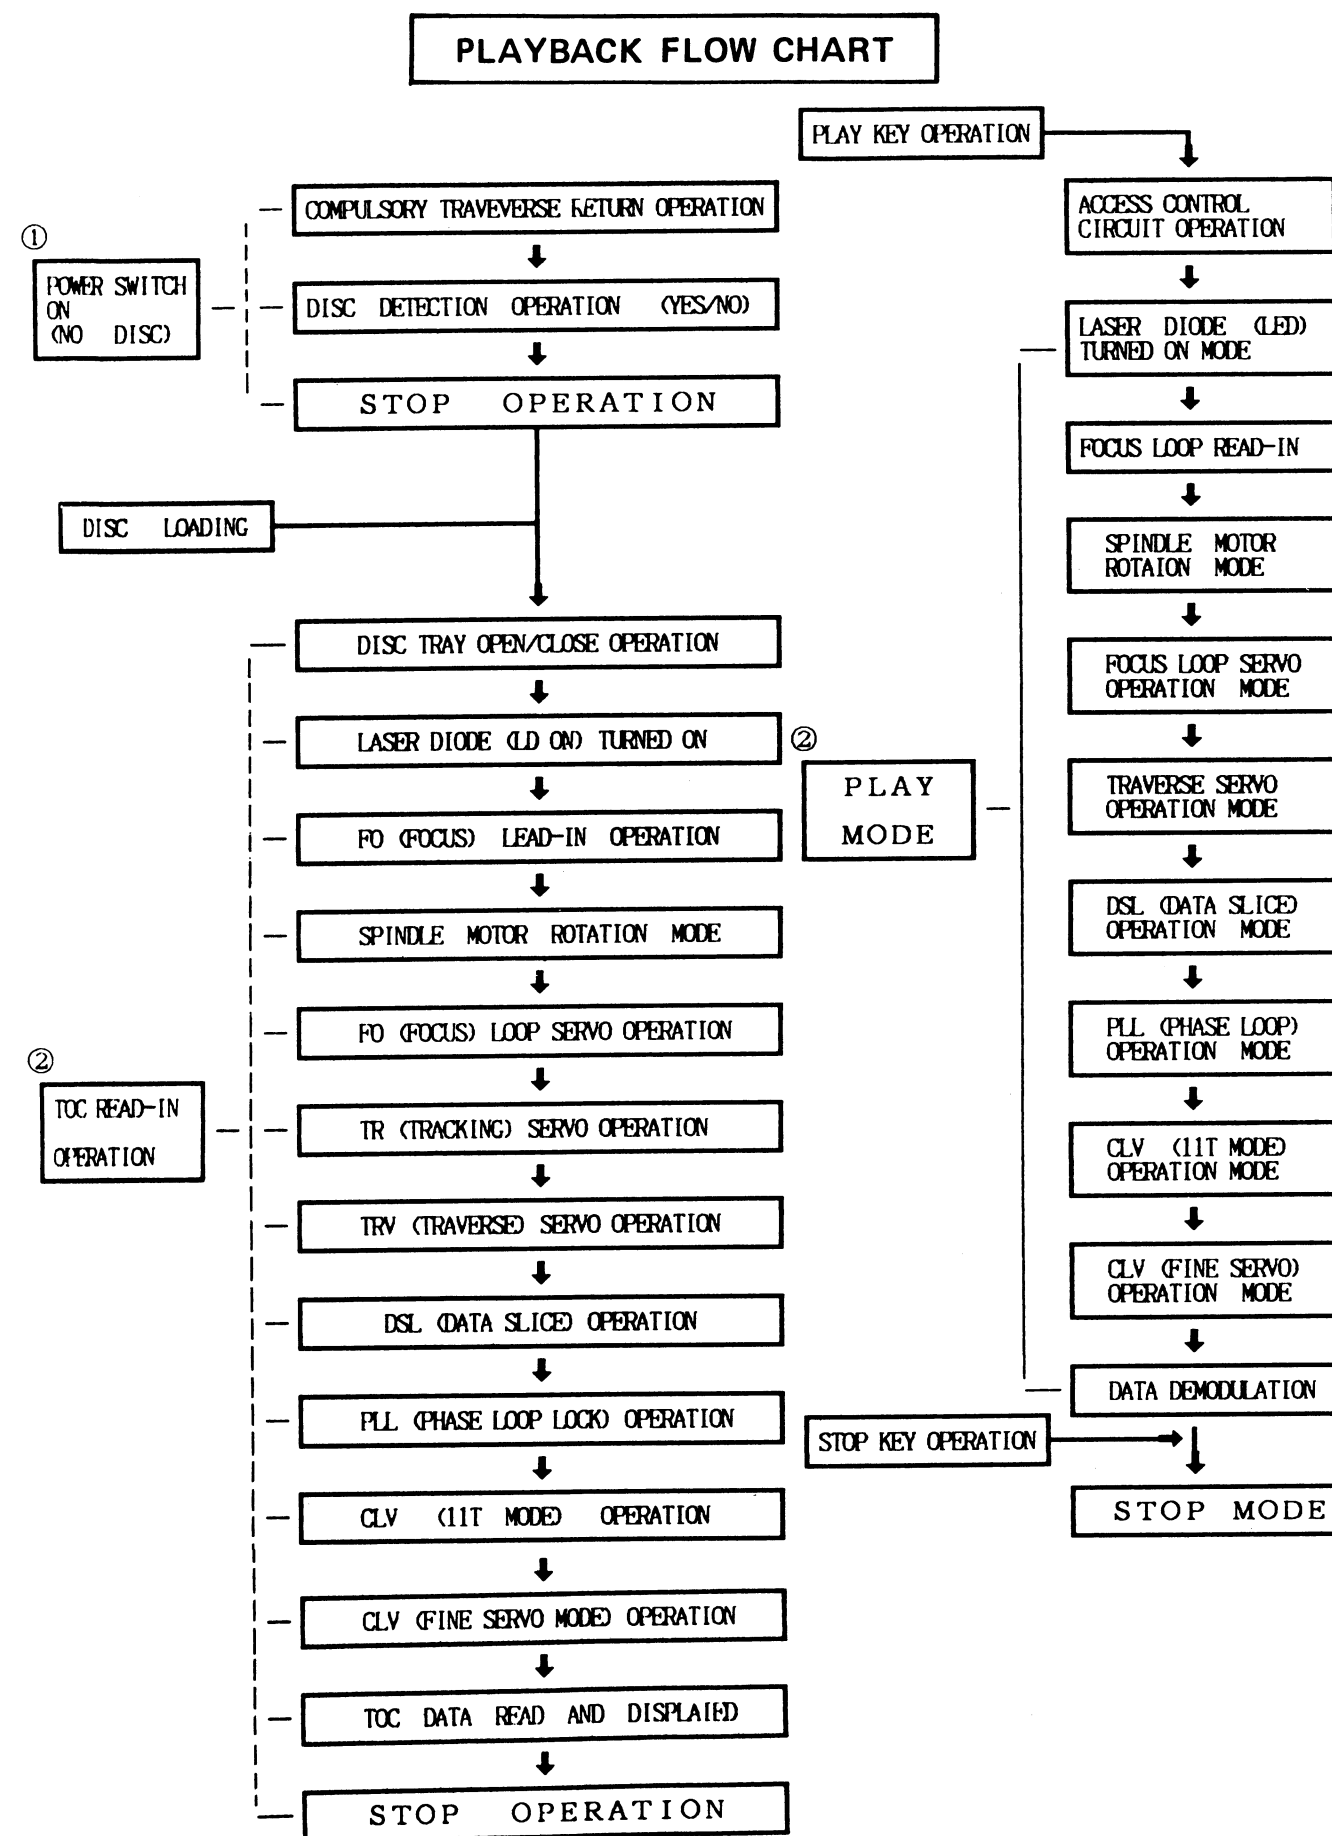 PLAYBACK FLOW CHART
①
POWER SWITCH
ON
(NO DISC)
COMPULSORY TRAVEVERSE RETURN OPERATION
DISC DETECTION OPERATION (YES/NO)
STOP OPERATION
DISC LOADING
②
TOC READ-IN
OPERATION
DISC TRAY OPEN/CLOSE OPERATION
LASER DIODE (LD ON) TURNED ON
FO (FOCUS) LEAD-IN OPERATION
SPINDLE MOTOR ROTATION MODE
FO (FOCUS) LOOP SERVO OPERATION
TR (TRACKING) SERVO OPERATION
TRV (TRAVERSE) SERVO OPERATION
DSL (DATA SLICE) OPERATION
PLL (PHASE LOOP LOCK) OPERATION
CLV (11T MODE) OPERATION
CLV (FINE SERVO MODE) OPERATION
TOC DATA READ AND DISPLAIED
STOP OPERATION
PLAY KEY OPERATION
②
PLAY
MODE
ACCESS CONTROL
CIRCUIT OPERATION
LASER DIODE (LED)
TURNED ON MODE
FOCUS LOOP READ-IN
SPINDLE MOTOR
ROTAION MODE
FOCUS LOOP SERVO
OPERATION MODE
TRAVERSE SERVO
OPERATION MODE
DSL (DATA SLICE)
OPERATION MODE
PLL (PHASE LOOP)
OPERATION MODE
CLV (11T MODE)
OPERATION MODE
CLV (FINE SERVO)
OPERATION MODE
DATA DEMODULATION
STOP KEY OPERATION
STOP MODE